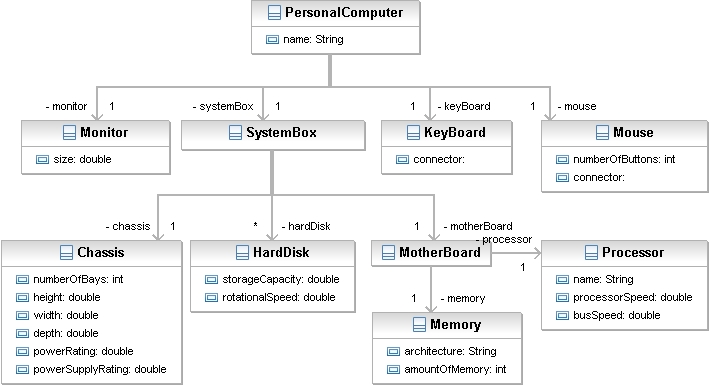 PersonalComputer
name: String
- monitor 1
- systemBox 1
1 - keyBoard
1 - mouse
Monitor
size: double
SystemBox
KeyBoard
connector:
Mouse
numberOfButtons: int
connector:
- chassis 1
* - hardDisk
1 - motherBoard
- processor
1
Chassis
numberOfBays: int
height: double
width: double
depth: double
powerRating: double
powerSupplyRating: double
HardDisk
storageCapacity: double
rotationalSpeed: double
MotherBoard
Processor
name: String
processorSpeed: double
busSpeed: double
1 - memory
Memory
architecture: String
amountOfMemory: int